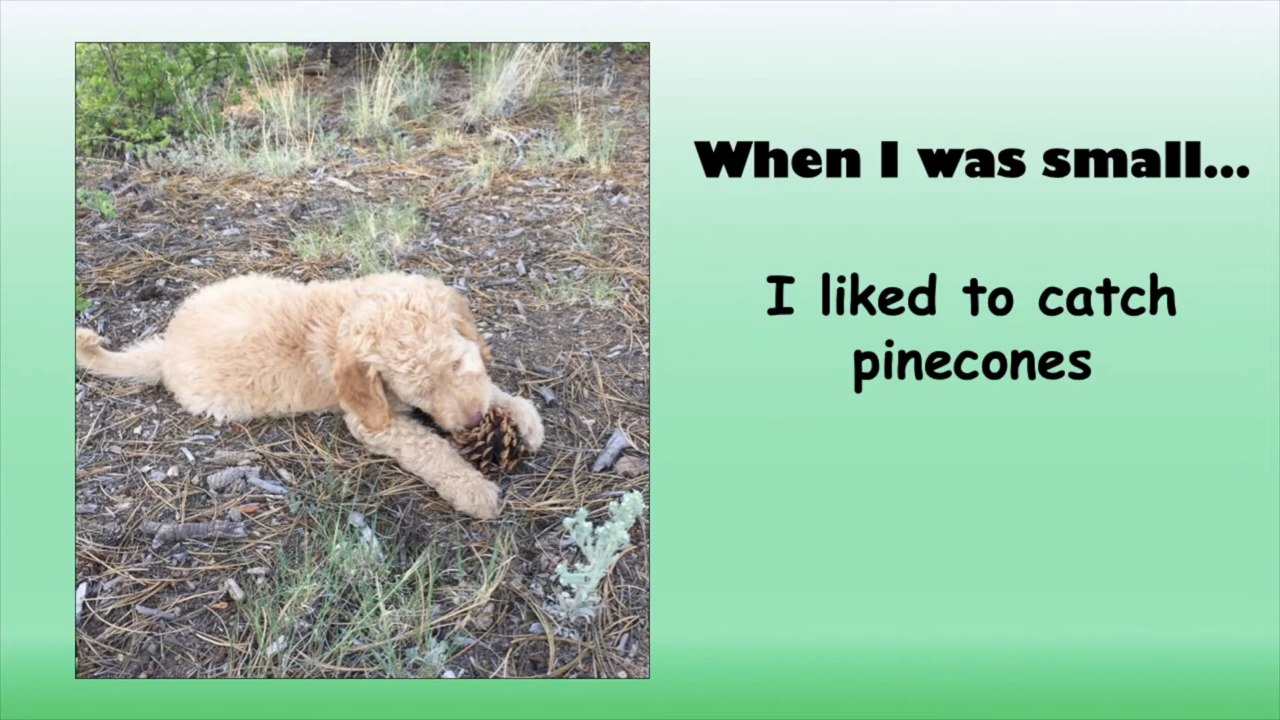 When I was small...
I liked to catch
pinecones